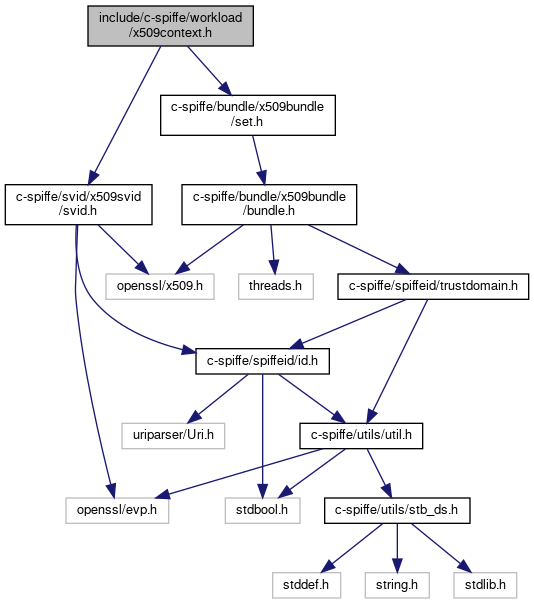 include/c-spiffe/workload
/x509context.h
c-spiffe/bundle/x509bundle
/set.h
c-spiffe/svid/x509svid
/svid.h
c-spiffe/bundle/x509bundle
/bundle.h
openssl/x509.h
threads.h
c-spiffe/spiffeid/trustdomain.h
c-spiffe/spiffeid/id.h
uriparser/Uri.h
c-spiffe/utils/util.h
openssl/evp.h
stdbool.h
c-spiffe/utils/stb_ds.h
stddef.h
string.h
stdlib.h